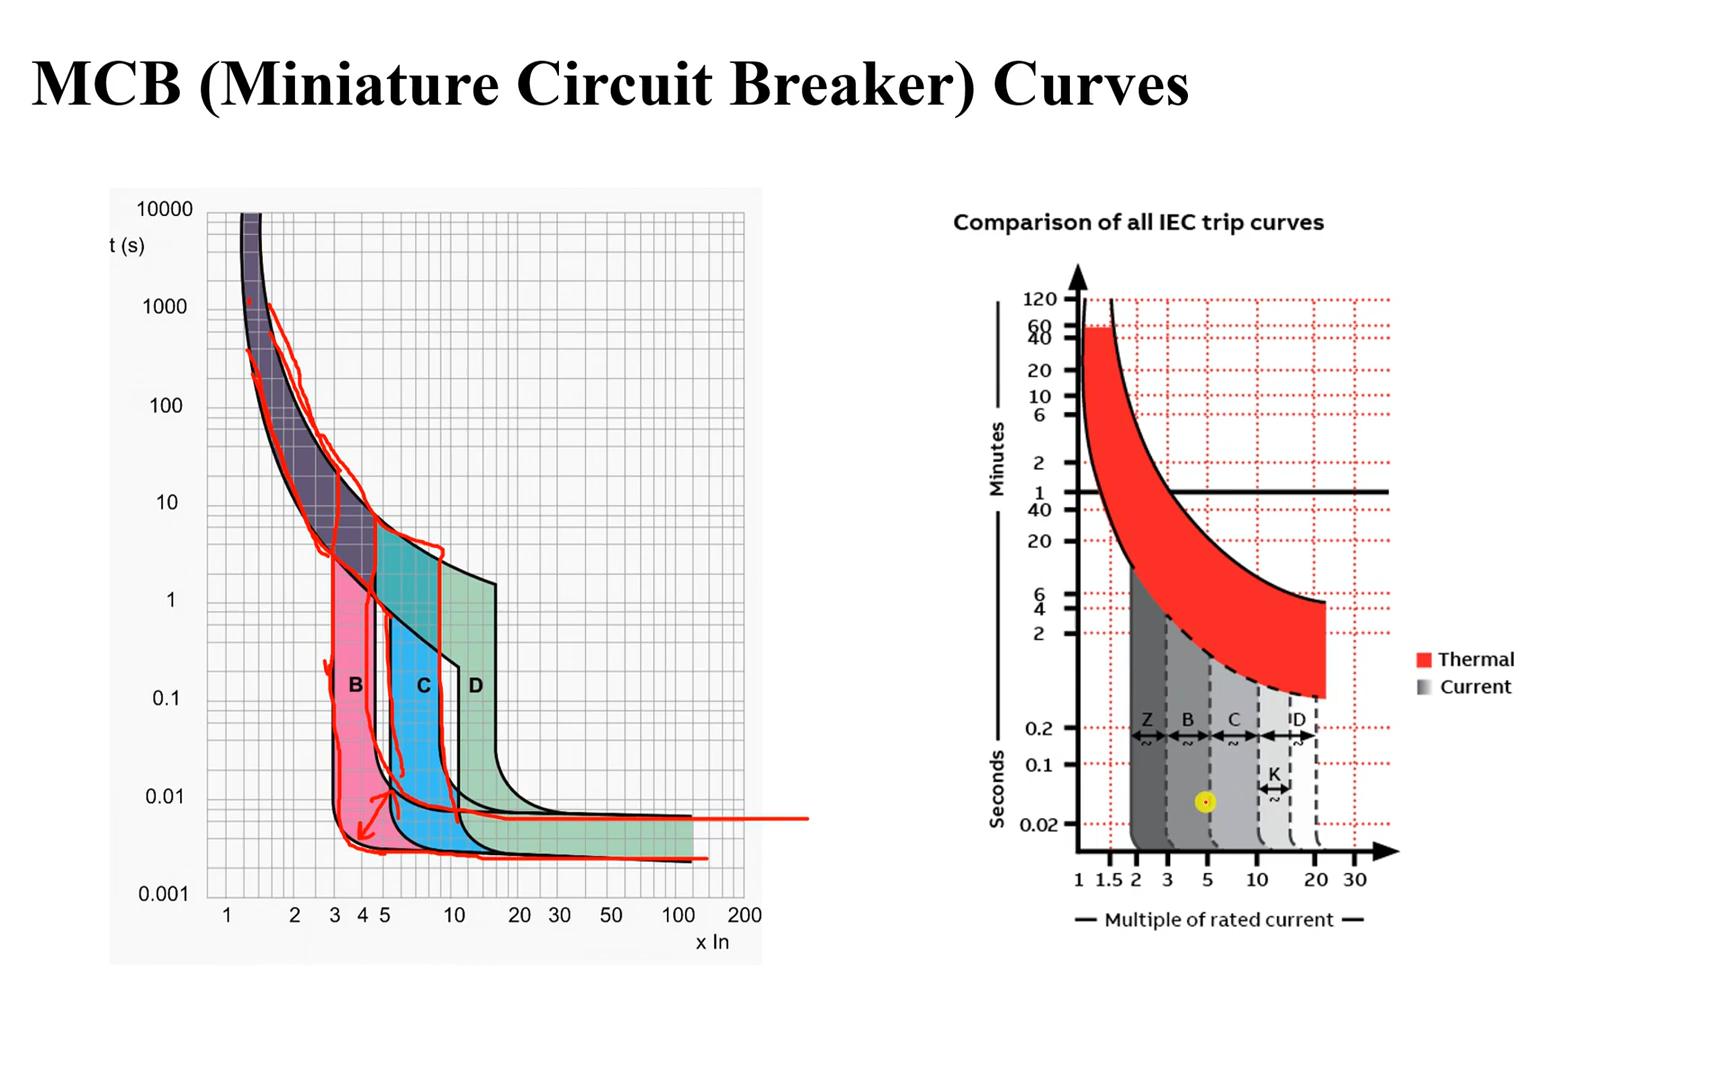 MCB (Miniature Circuit Breaker) Curves
10000
t (s)
1000
100
10
1
0.1
0.01
0.001
B
C
D
1 2 3 4 5 10 20 30 50 100 200
x In
Comparison of all IEC trip curves
120
60
40
20
10
6
2
1
40
20
6
4
2
0.2
0.1
0.02
Minutes
Seconds
Z B C D
~ ~ ~ ~
K
~
1 1.5 2 3 5 10 20 30
Multiple of rated current
Thermal
Current